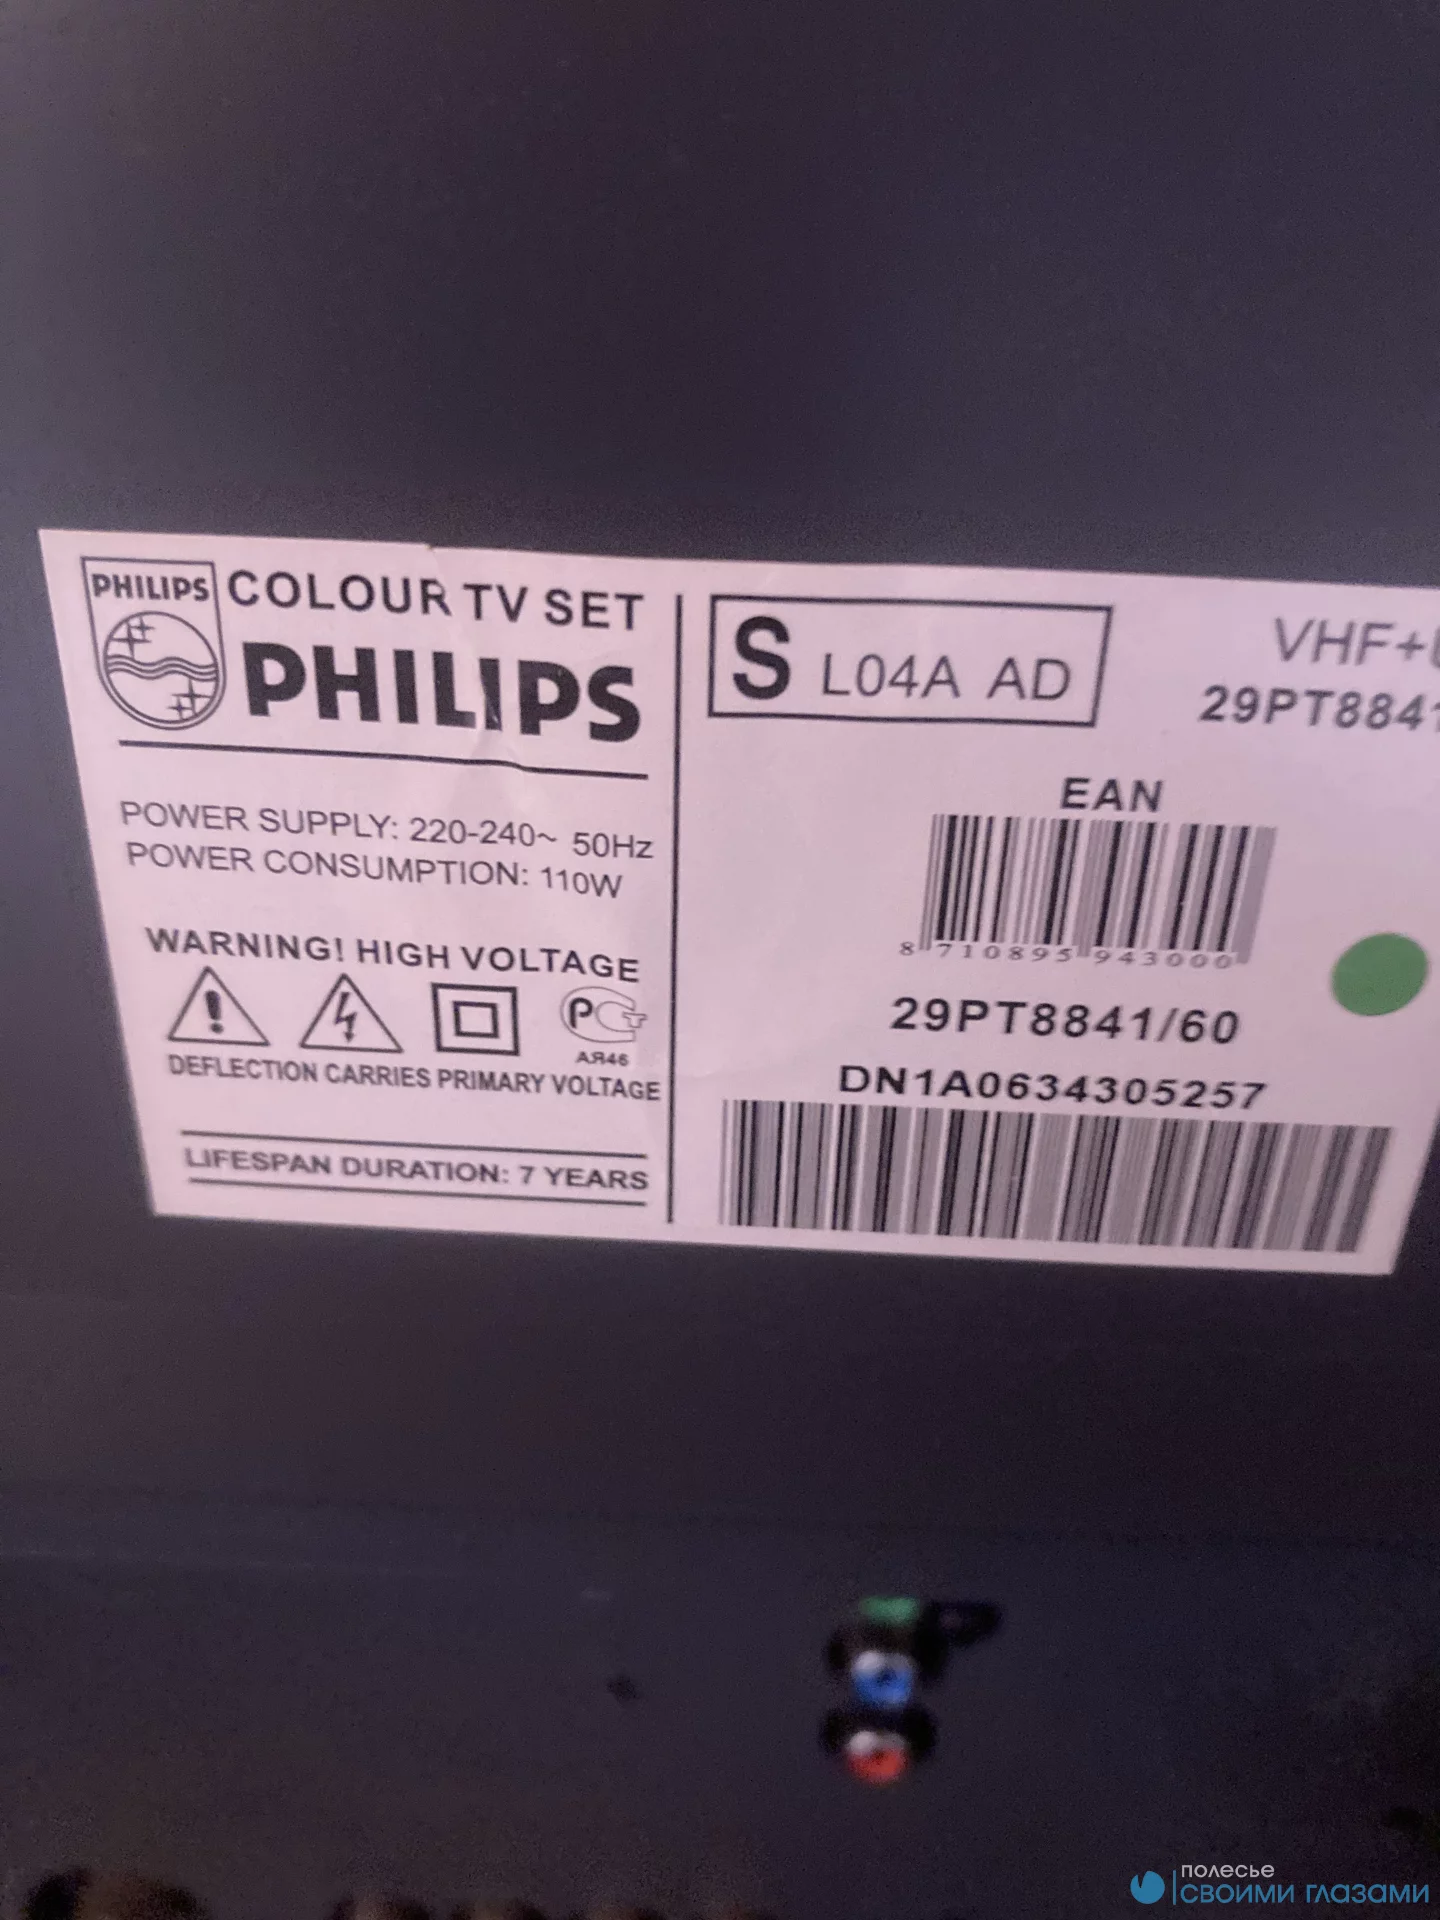 PHILIPS
COLOUR TV SET
PHILIPS
POWER SUPPLY: 220-240~ 50Hz
POWER CONSUMPTION: 110W
WARNING! HIGH VOLTAGE
АЯ46
DEFLECTION CARRIES PRIMARY VOLTAGE
LIFESPAN DURATION: 7 YEARS
S L04A AD
VHF+
29PT8841
EAN
8 710895 943000
29PT8841/60
DN1A0634305257
полесье
своими глазами